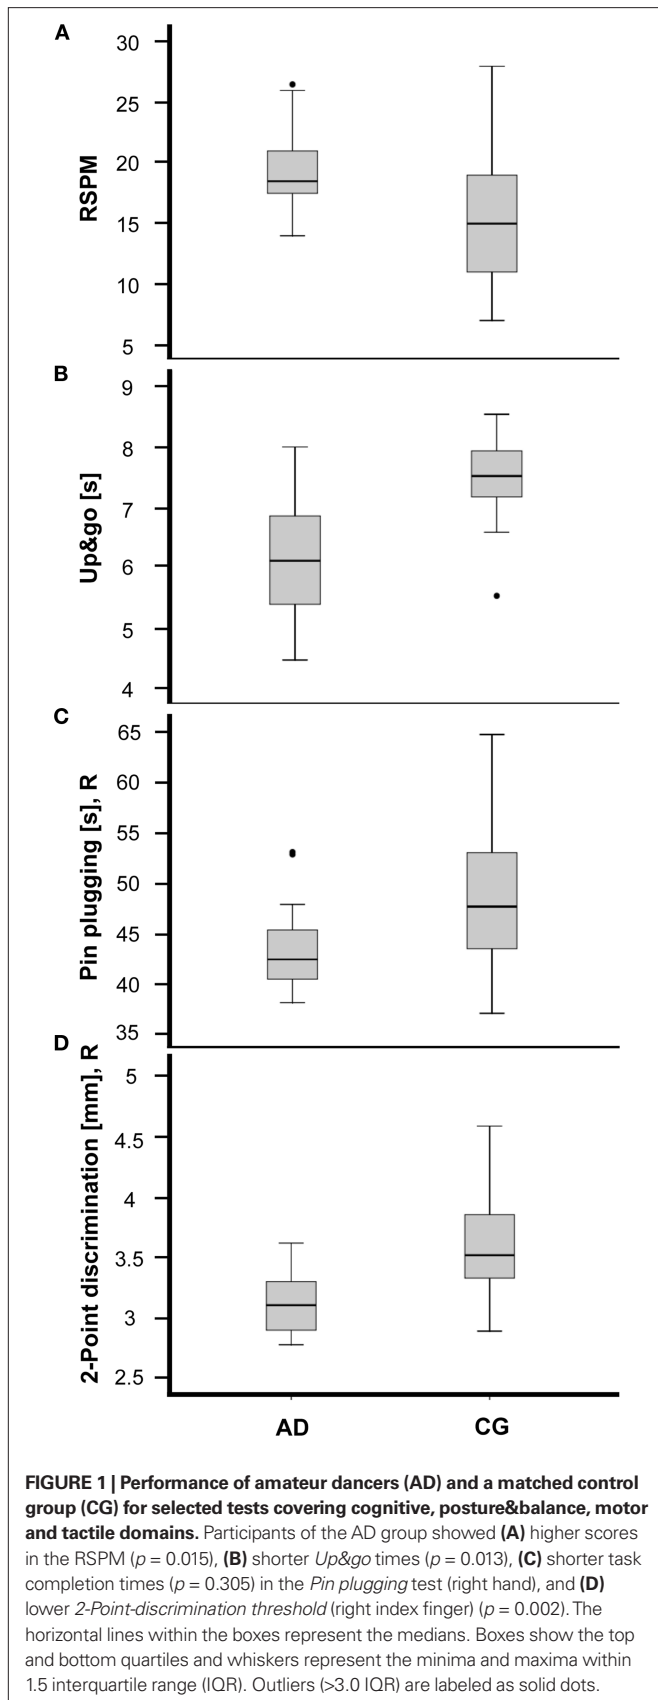 A
30
25
20
15
10
5
RSPM
B
9
8
7
6
5
4
Up&go [s]
C
65
60
55
50
45
40
35
Pin plugging [s], R
D
5
4.5
4
3.5
3
2.5
2-Point discrimination [mm], R
AD CG
FIGURE 1 | Performance of amateur dancers (AD) and a matched control
group (CG) for selected tests covering cognitive, posture&balance, motor
and tactile domains. Participants of the AD group showed (A) higher scores
in the RSPM (p = 0.015), (B) shorter Up&go times (p = 0.013), (C) shorter task
completion times (p = 0.305) in the Pin plugging test (right hand), and (D)
lower 2-Point-discrimination threshold (right index finger) (p = 0.002). The
horizontal lines within the boxes represent the medians. Boxes show the top
and bottom quartiles and whiskers represent the minima and maxima within
1.5 interquartile range (IQR). Outliers (>3.0 IQR) are labeled as solid dots.